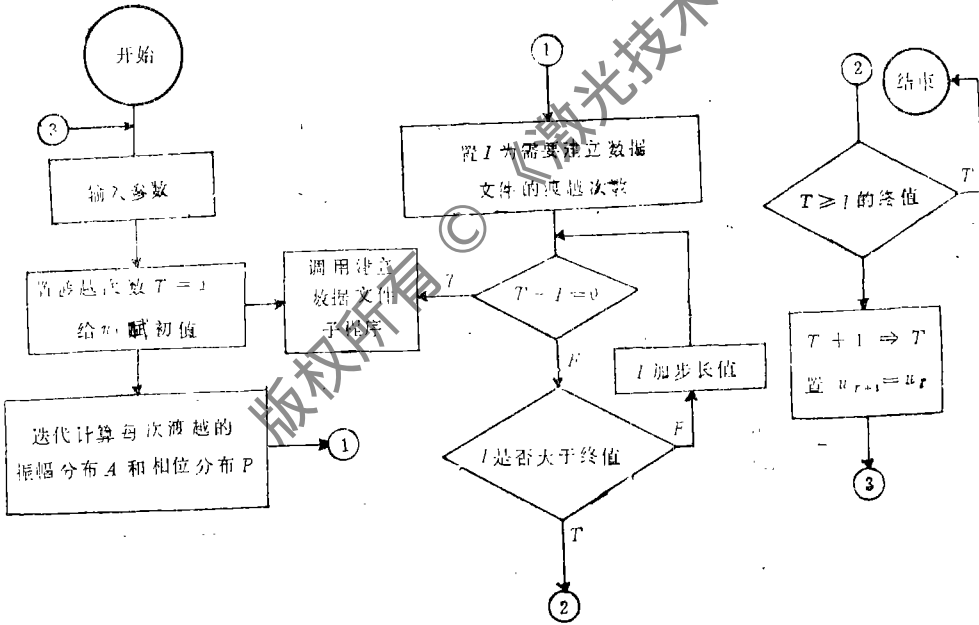 开始
3
输入参数
置渡越次数 T = 1
给 u₁ 赋初值
迭代计算每次渡越的
振幅分布 A 和相位分布 P
1
调用建立
数据文件
子程序
1
置 I 为需要建立数据
文件的渡越次数
T - I = 0
T
F
I 加步长值
F
I 是否大于终值
T
2
2
结束
T
T ≥ I 的终值
T + 1 ⇒ T
3
版权所有 © 《激光技术